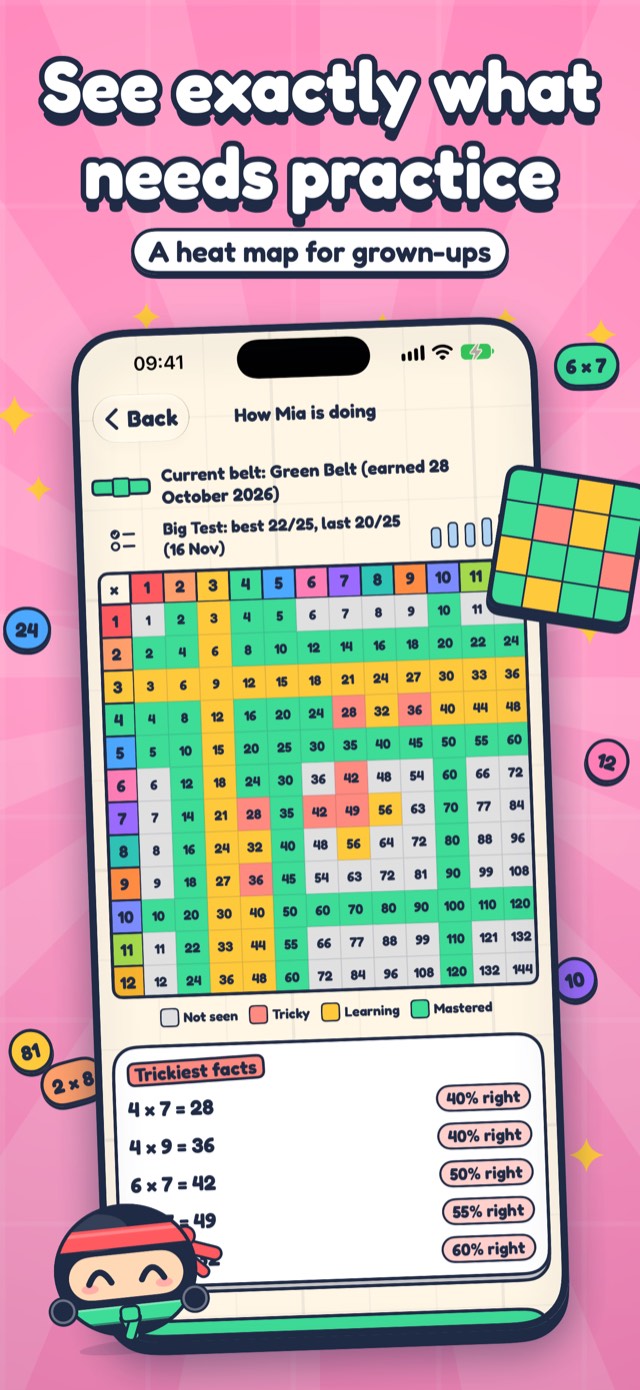 See exactly what
needs practice
A heat map for grown-ups
09:41
6 x 7
Back
How Mia is doing
Current belt: Green Belt (earned 28
October 2026)
Big Test: best 22/25, last 20/25
(16 Nov)
24
x 1 2 3 4 5 6 7 8 9 10 11
1 1 2 3 4 5 6 7 8 9 10 11
2 2 4 6 8 10 12 14 16 18 20 22 24
3 3 6 9 12 15 18 21 24 27 30 33 36
4 4 8 12 16 20 24 28 32 36 40 44 48
5 5 10 15 20 25 30 35 40 45 50 55 60
12
6 6 12 18 24 30 36 42 48 54 60 66 72
7 7 14 21 28 35 42 49 56 63 70 77 84
8 8 16 24 32 40 48 56 64 72 80 88 96
9 9 18 27 36 45 54 63 72 81 90 99 108
10 10 20 30 40 50 60 70 80 90 100 110 120
11 11 22 33 44 55 66 77 88 99 110 121 132
12 12 24 36 48 60 72 84 96 108 120 132 144
10
Not seen Tricky Learning Mastered
81
2 x 8
Trickiest facts
4 x 7 = 28 40% right
4 x 9 = 36 40% right
6 x 7 = 42 50% right
= 49 55% right
60% right